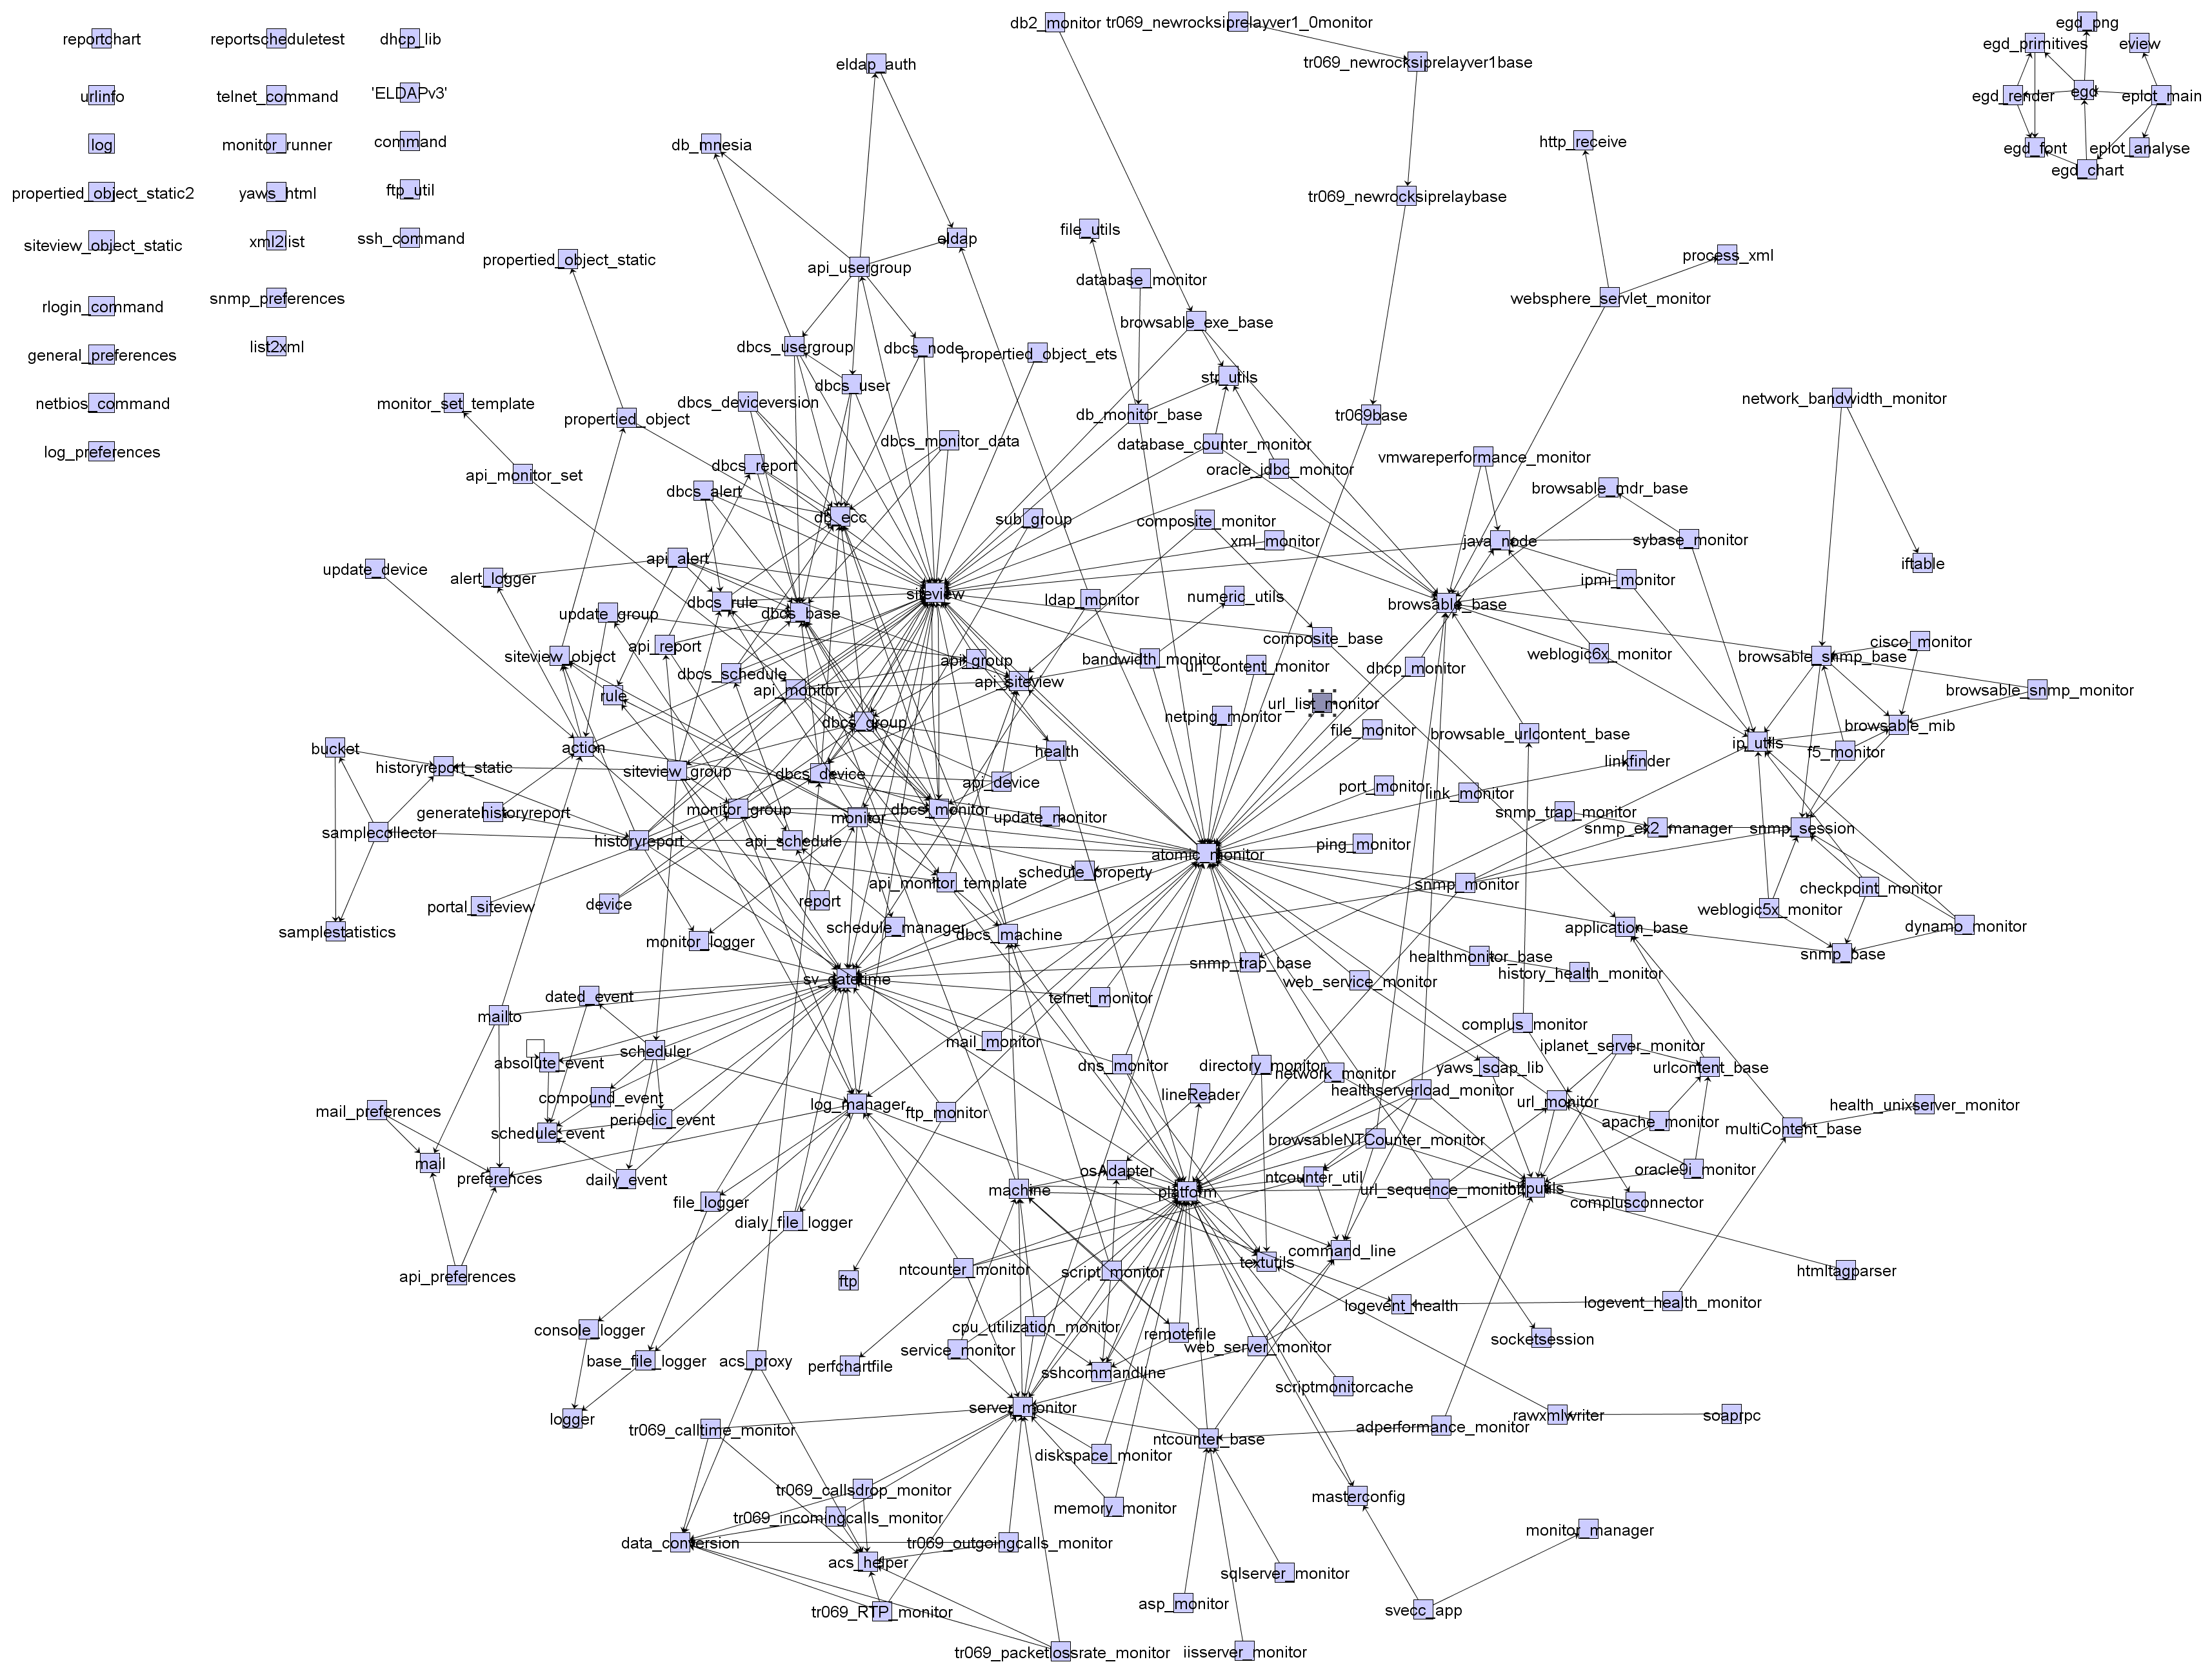 db2_monitor
tr069_newrocksiprelayver1_0monitor
egd_png
reportchart
reportscheduletest
dhcp_lib
egd_primitives
eview
eldap_auth
tr069_newrocksiprelayver1base
urlinfo
telnet_command
'ELDAPv3'
egd_render
egd
eplot_main
log
monitor_runner
command
db_mnesia
http_receive
egd_font
eplot_analyse
egd_chart
propertied_object_static2
yaws_html
ftp_util
tr069_newrocksiprelaybase
siteview_object_static
xml2list
ssh_command
eldap
file_utils
propertied_object_static
api_usergroup
process_xml
database_monitor
rlogin_command
snmp_preferences
websphere_servlet_monitor
browsable_exe_base
general_preferences
list2xml
dbcs_usergroup
dbcs_node
propertied_object_ets
str_utils
dbcs_user
netbios_command
monitor_set_template
dbcs_deviceversion
network_bandwidth_monitor
propertied_object
db_monitor_base
tr069base
log_preferences
dbcs_monitor_data
database_counter_monitor
vmwareperformance_monitor
api_monitor_set
dbcs_report
oracle_jdbc_monitor
browsable_mdr_base
dbcs_alert
db_ecc
sub_group
composite_monitor
xml_monitor
java_node
sybase_monitor
update_device
alert_logger
api_alert
iftable
ipmi_monitor
siteview
ldap_monitor
numeric_utils
dbcs_rule
dbcs_base
browsable_base
update_group
composite_base
api_report
siteview_object
api_group
bandwidth_monitor
url_content_monitor
dhcp_monitor
weblogic6x_monitor
cisco_monitor
browsable_snmp_base
dbcs_schedule
api_monitor
api_siteview
rule
url_list_monitor
browsable_snmp_monitor
dbcs_group
netping_monitor
file_monitor
browsable_urlcontent_base
browsable_mib
bucket
action
health
ip_utils
f5_monitor
historyreport_static
siteview_group
dbcs_device
api_device
linkfinder
port_monitor
link_monitor
generatehistoryreport
monitor_group
dbcs_monitor
monitor
update_monitor
snmp_trap_monitor
samplecollector
historyreport
api_schedule
snmp_ex2_manager
snmp_session
ping_monitor
atomic_monitor
schedule_property
api_monitor_template
snmp_monitor
checkpoint_monitor
portal_siteview
device
report
weblogic5x_monitor
samplestatistics
monitor_logger
schedule_manager
dbcs_machine
application_base
dynamo_monitor
snmp_trap_base
healthmonitor_base
snmp_base
sv_datetime
web_service_monitor
history_health_monitor
dated_event
telnet_monitor
mailto
complus_monitor
mail_monitor
iplanet_server_monitor
absolute_event
scheduler
dns_monitor
directory_monitor
network_monitor
yaws_soap_lib
urlcontent_base
compound_event
healthserverload_monitor
lineReader
url_monitor
mail_preferences
log_manager
ftp_monitor
health_unixserver_monitor
periodic_event
apache_monitor
multiContent_base
schedule_event
browsableNTCounter_monitor
mail
osAdapter
oracle9i_monitor
preferences
daily_event
ntcounter_util
machine
platform
url_sequence_monitor
httputils
complusconnector
file_logger
dialy_file_logger
command_line
textutils
api_preferences
ftp
ntcounter_monitor
script_monitor
htmltagparser
logevent_health
logevent_health_monitor
console_logger
cpu_utilization_monitor
remotefile
socketsession
service_monitor
web_server_monitor
base_file_logger
acs_proxy
perfchartfile
sshcommandline
scriptmonitorcache
server_monitor
logger
rawxmlwriter
soaprpc
tr069_calltime_monitor
adperformance_monitor
ntcounter_base
diskspace_monitor
tr069_callsdrop_monitor
masterconfig
tr069_incomingcalls_monitor
memory_monitor
monitor_manager
data_contersion
tr069_outgoingcalls_monitor
acs_helper
sqlserver_monitor
asp_monitor
tr069_RTP_monitor
svecc_app
tr069_packetlossrate_monitor
iisserver_monitor